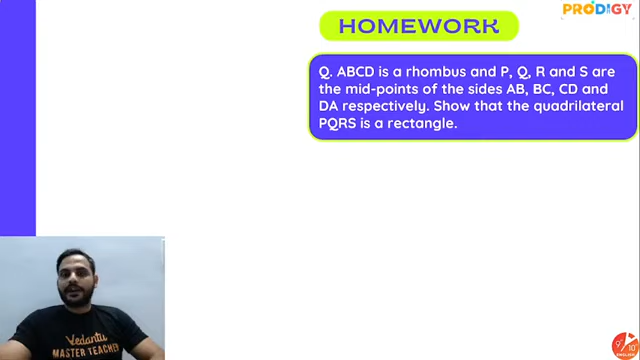 PRODIGY
HOMEWORK
Q. ABCD is a rhombus and P, Q, R and S are
the mid-points of the sides AB, BC, CD and
DA respectively. Show that the quadrilateral
PQRS is a rectangle.
Vedantu
MASTER TEACHER